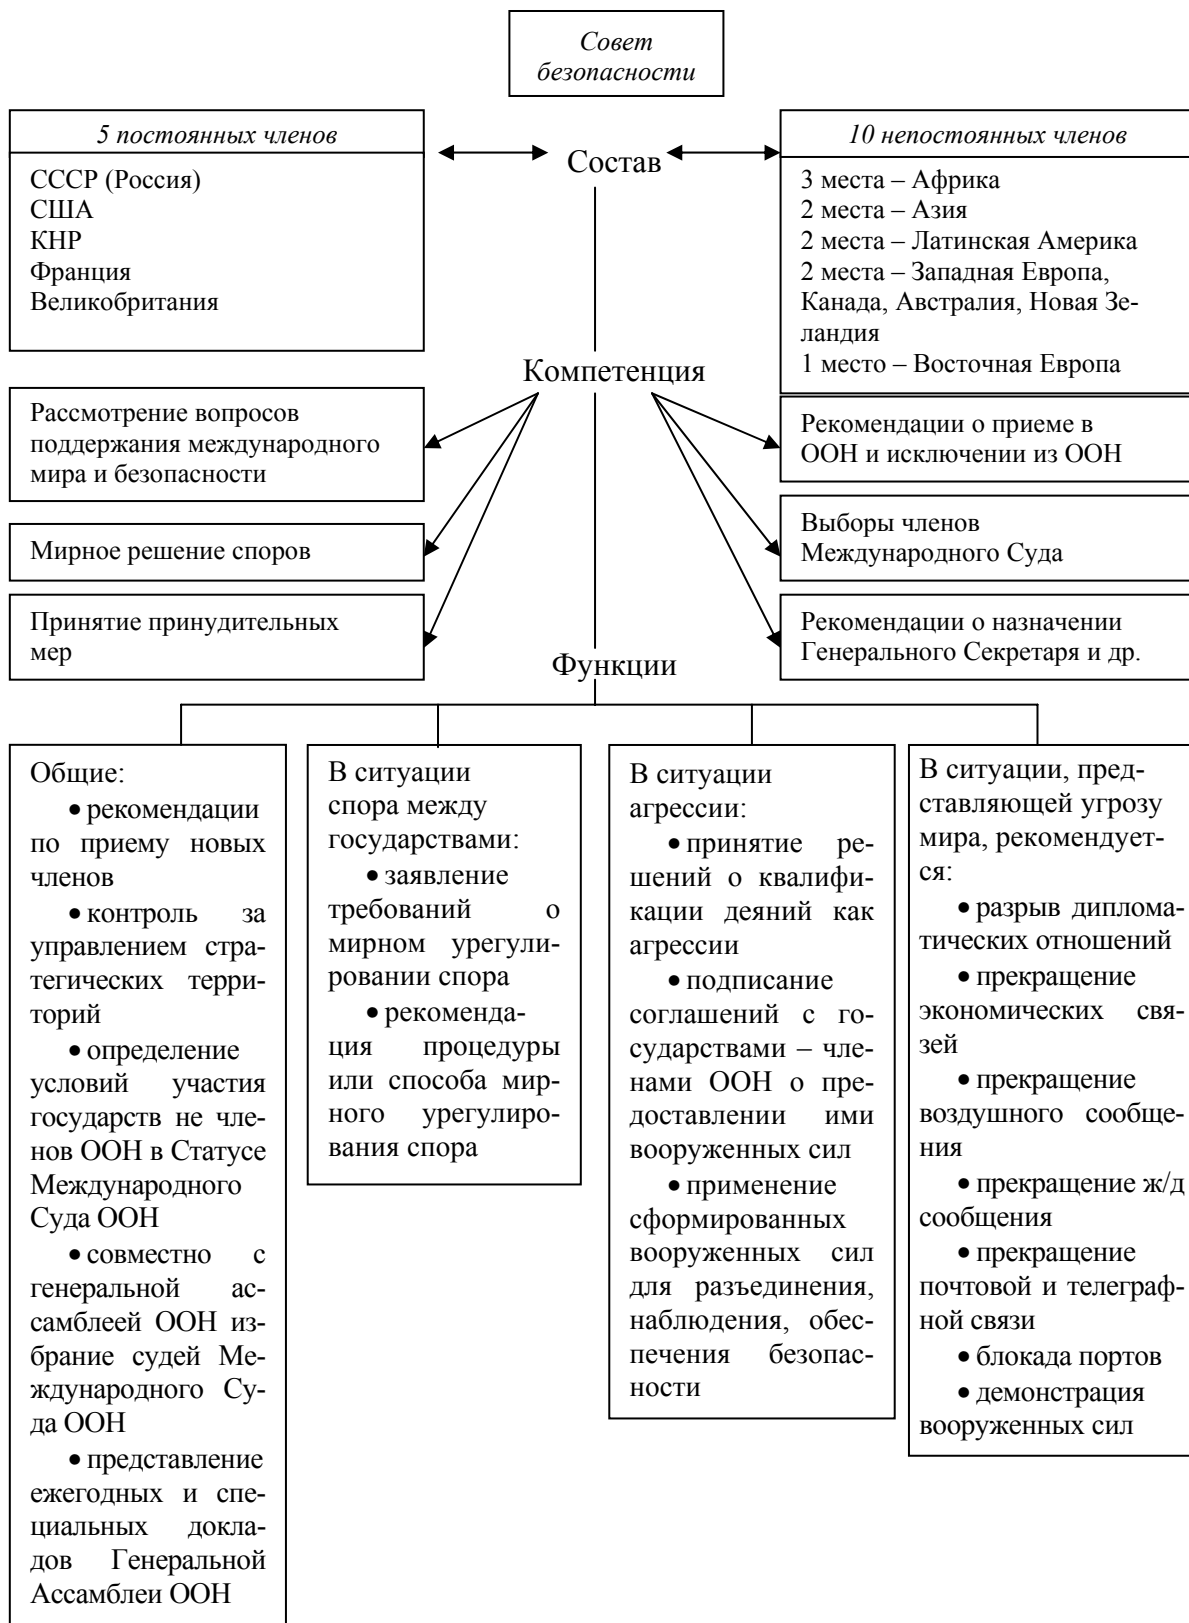 Совет
безопасности
5 постоянных членов
СССР (Россия)
США
КНР
Франция
Великобритания
Состав
10 непостоянных членов
3 места – Африка
2 места – Азия
2 места – Латинская Америка
2 места – Западная Европа,
Канада, Австралия, Новая Зе-
ландия
1 место – Восточная Европа
Компетенция
Рассмотрение вопросов
поддержания международного
мира и безопасности
Мирное решение споров
Принятие принудительных
мер
Рекомендации о приеме в
ООН и исключении из ООН
Выборы членов
Международного Суда
Рекомендации о назначении
Генерального Секретаря и др.
Функции
Общие:
• рекомендации
по приему новых
членов
• контроль за
управлением стра-
тегических терри-
торий
• определение
условий участия
государств не чле-
нов ООН в Статусе
Международного
Суда ООН
• совместно с
генеральной ас-
самблеей ООН из-
брание судей Ме-
ждународного Су-
да ООН
• представление
ежегодных и спе-
циальных докла-
дов Генеральной
Ассамблеи ООН
В ситуации
спора между
государствами:
• заявление
требований о
мирном урегули-
ровании спора
• рекоменда-
ция процедуры
или способа мир-
ного урегулиро-
вания спора
В ситуации
агрессии:
• принятие ре-
шений о квалифи-
кации деяний как
агрессии
• подписание
соглашений с го-
сударствами – чле-
нами ООН о пре-
доставлении ими
вооруженных сил
• применение
сформированных
вооруженных сил
для разъединения,
наблюдения, обес-
печения безопас-
ности
В ситуации, пред-
ставляющей угрозу
мира, рекомендует-
ся:
• разрыв дипло-ма-
тических отношений
• прекращение
экономических свя-
зей
• прекращение
воздушного сообще-
ния
• прекращение ж/д
сообщения
• прекращение
почтовой и телеграф-
ной связи
• блокада портов
• демонстрация
вооруженных сил